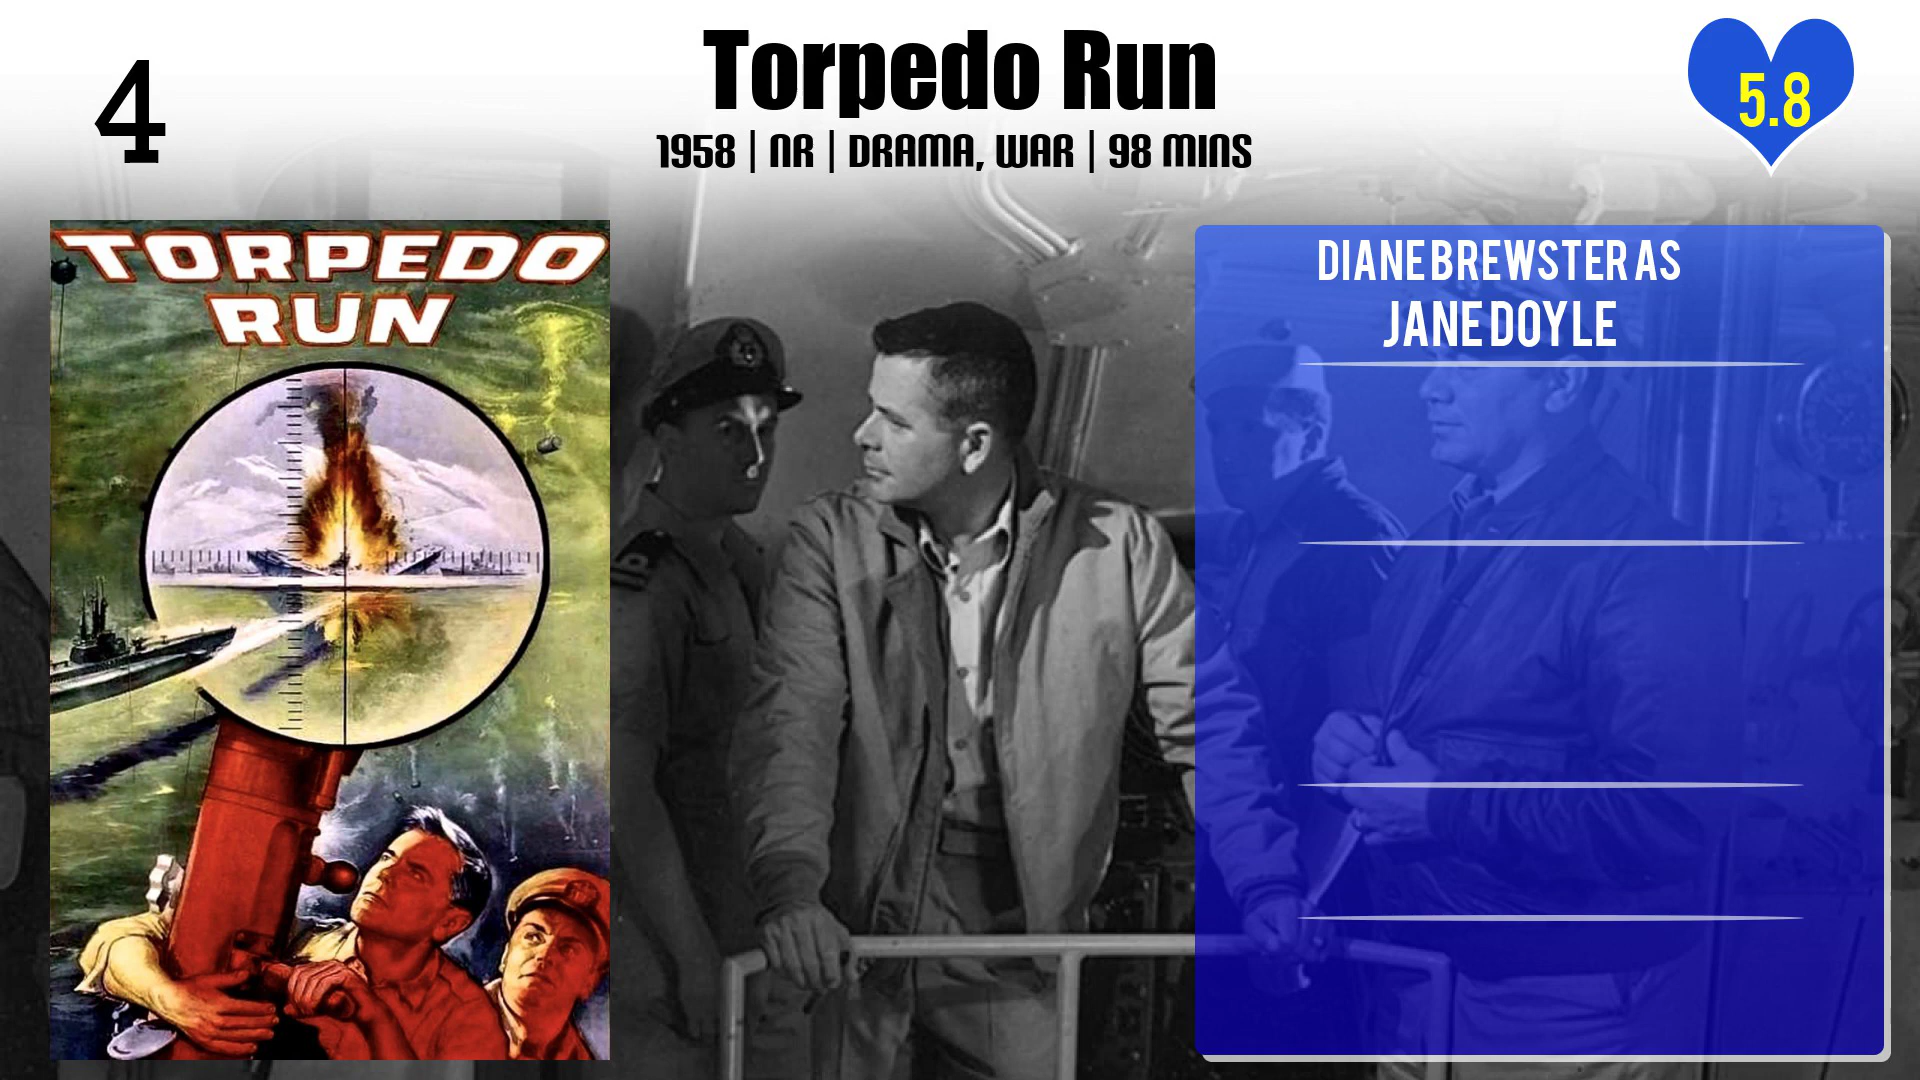 4
Torpedo Run
1958 | NR | DRAMA, WAR | 98 MINS
5.8
TORPEDO
RUN
DIANE BREWSTER AS
JANE DOYLE